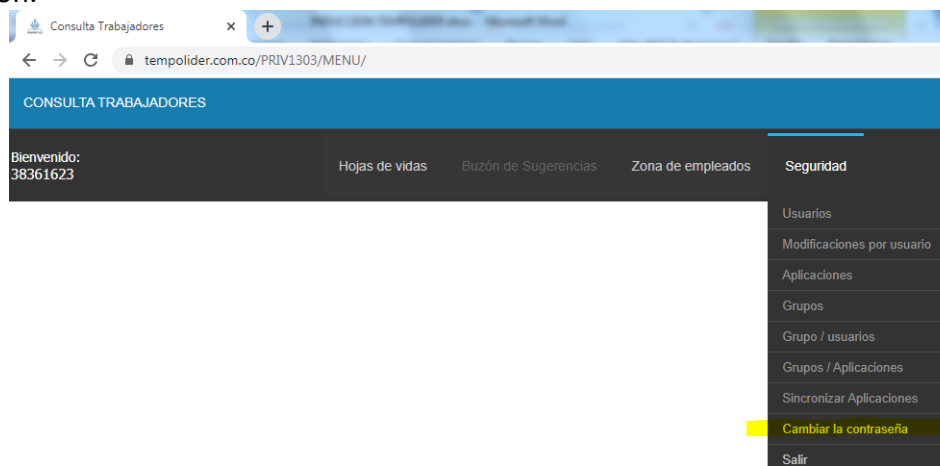 ón.
Consulta Trabajadores
tempolider.com.co/PRIV1303/MENU/
CONSULTA TRABAJADORES
Bienvenido:
38361623
Hojas de vidas Buzón de Sugerencias Zona de empleados Seguridad
Usuarios
Modificaciones por usuario
Aplicaciones
Grupos
Grupo / usuarios
Grupos / Aplicaciones
Sincronizar Aplicaciones
Cambiar la contraseña
Salir